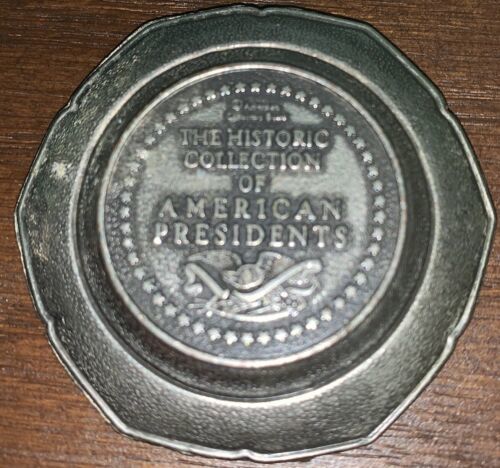 THE HISTORIC
COLLECTION
OF
AMERICAN
PRESIDENTS